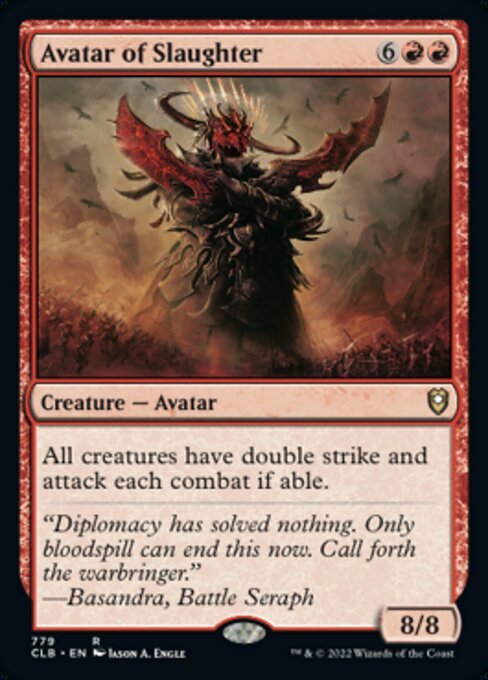 Avatar of Slaughter 6
Creature — Avatar
All creatures have double strike and
attack each combat if able.
“Diplomacy has solved nothing. Only
bloodspill can end this now. Call forth
the warbringer.”
—Basandra, Battle Seraph
8/8
779 R
CLB • EN Iason A. Engle
™ & © 2022 Wizards of the Coast